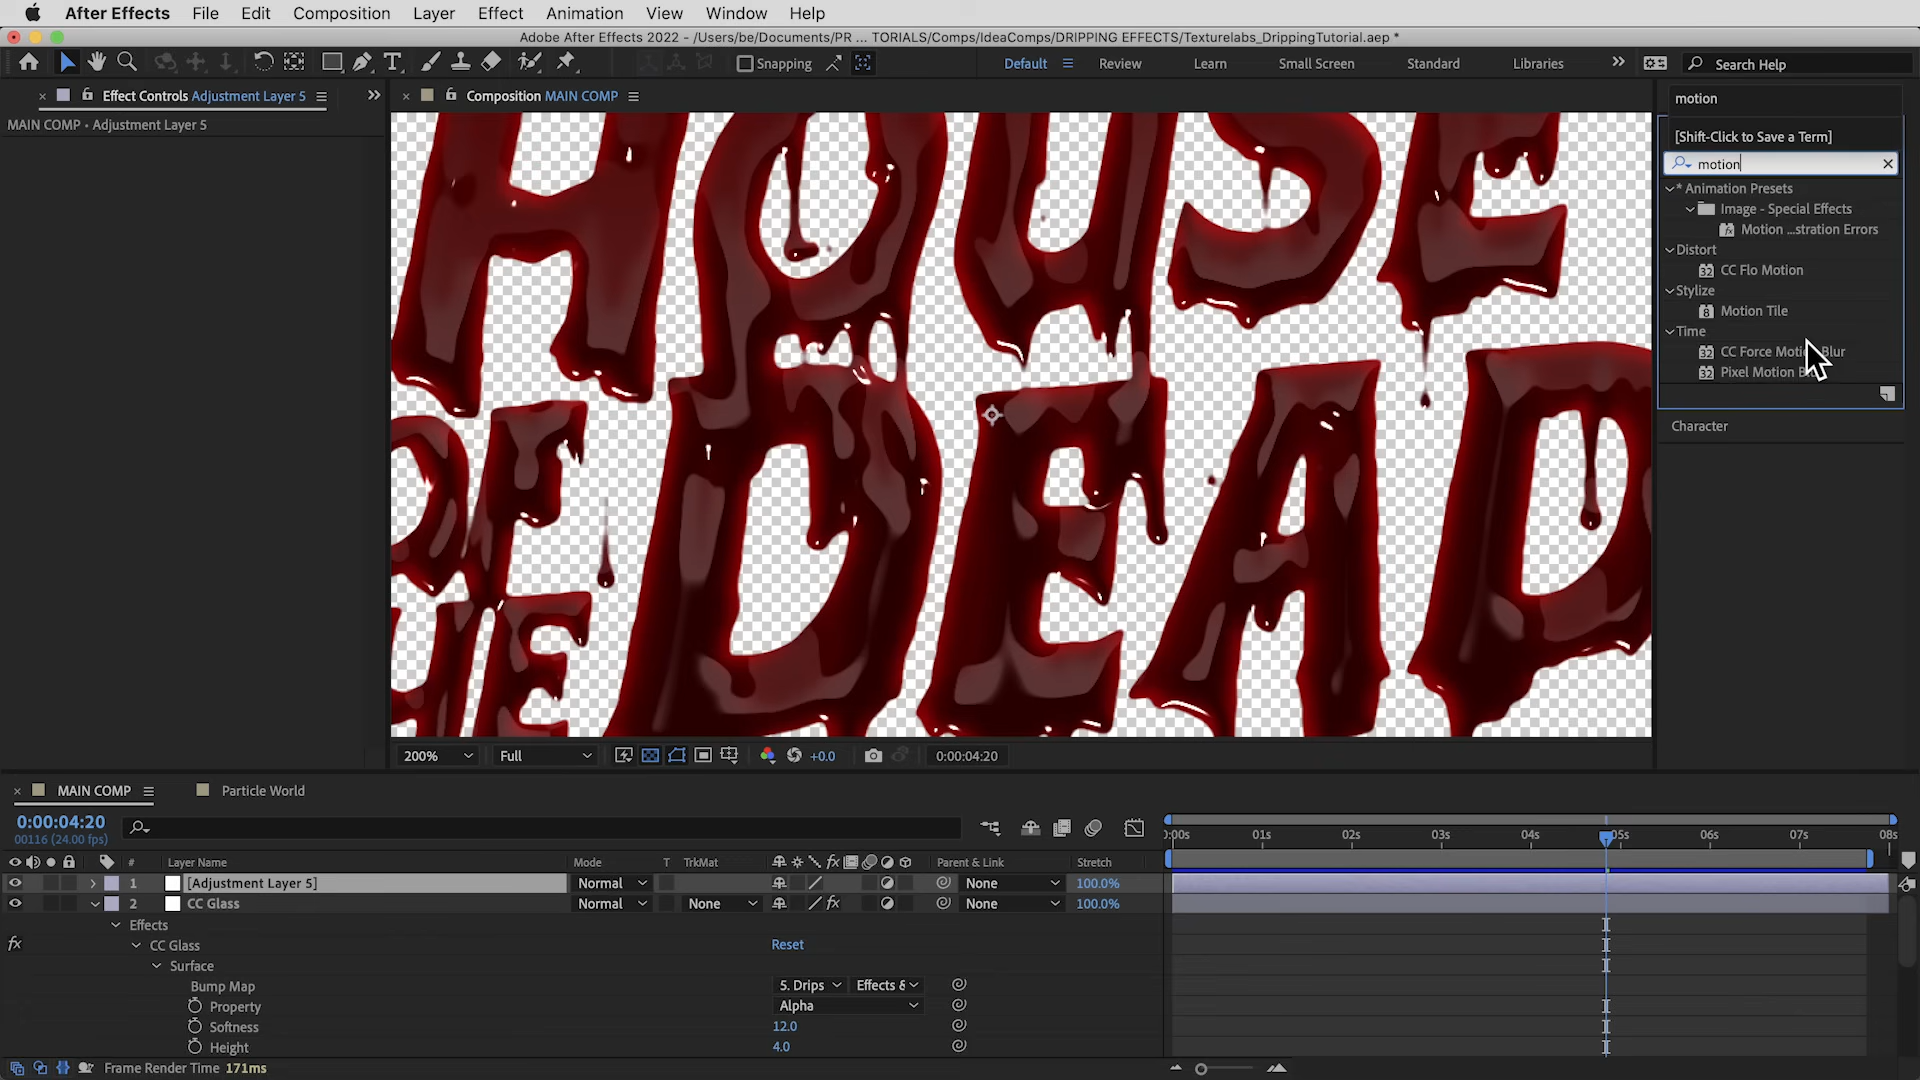 After Effects File Edit Composition Layer Effect Animation View Window Help
Adobe After Effects 2022 - /Users/be/Documents/PR ... TORIALS/Comps/IdeaComps/DRIPPING EFFECTS/Texturelabs_DrippingTutorial.aep *
Snapping Default Review Learn Small Screen Standard Libraries Search Help
Effect Controls Adjustment Layer 5
Composition MAIN COMP
MAIN COMP • Adjustment Layer 5
motion
[Shift-Click to Save a Term]
motion
* Animation Presets
Image - Special Effects
Motion ...stration Errors
Distort
CC Flo Motion
Stylize
Motion Tile
Time
CC Force Motion Blur
Pixel Motion
Character
HOUSE
OF
THE
DEAD
200% Full +0.0 0:00:04:20
MAIN COMP Particle World
0:00:04:20
00116 (24.00 fps)
):00s 01s 02s 03s 04s 05s 06s 07s 08s
# Layer Name Mode T TrkMat Parent & Link Stretch
1 [Adjustment Layer 5] Normal None 100.0%
2 CC Glass Normal None None 100.0%
Effects
fx CC Glass Reset
Surface
Bump Map 5. Drips Effects &
Property Alpha
Softness 12.0
Height 4.0
Frame Render Time 171ms